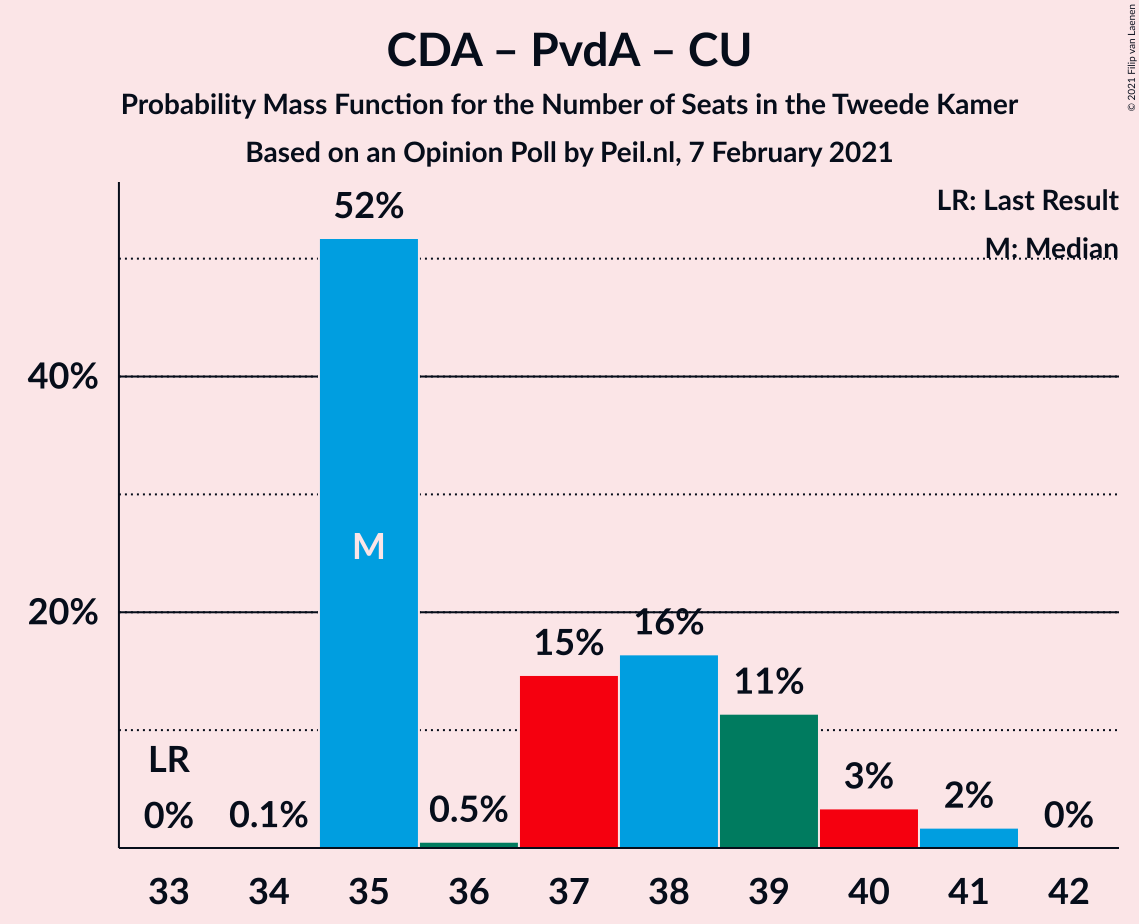 CDA – PvdA – CU
Probability Mass Function for the Number of Seats in the Tweede Kamer
Based on an Opinion Poll by Peil.nl, 7 February 2021
© 2021 Filip van Laenen
LR: Last Result
M: Median
52%
40%
M
20%
16%
15%
11%
LR
3%
2%
0%
0.1%
0.5%
0%
33 34 35 36 37 38 39 40 41 42